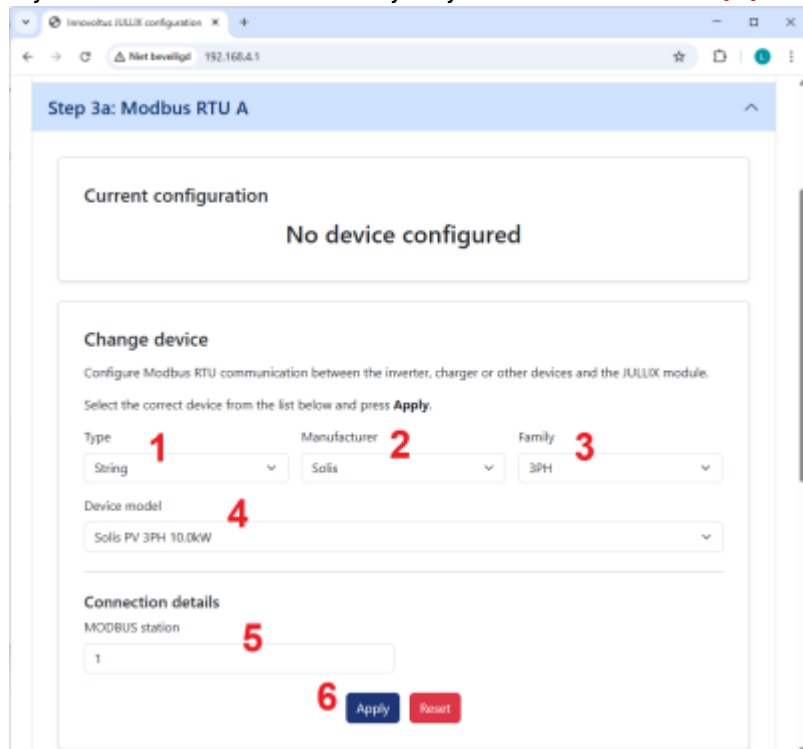 Innovoltus JULLIX configuration
Niet beveiligd 192.168.4.1
L
Step 3a: Modbus RTU A
Current configuration
No device configured
Change device
Configure Modbus RTU communication between the inverter, charger or other devices and the JULLIX module.
Select the correct device from the list below and press Apply.
Type 1 Manufacturer 2 Family 3
String Solis 3PH
Device model 4
Solis PV 3PH 10.0kW
Connection details
MODBUS station 5
1
6 Apply Reset